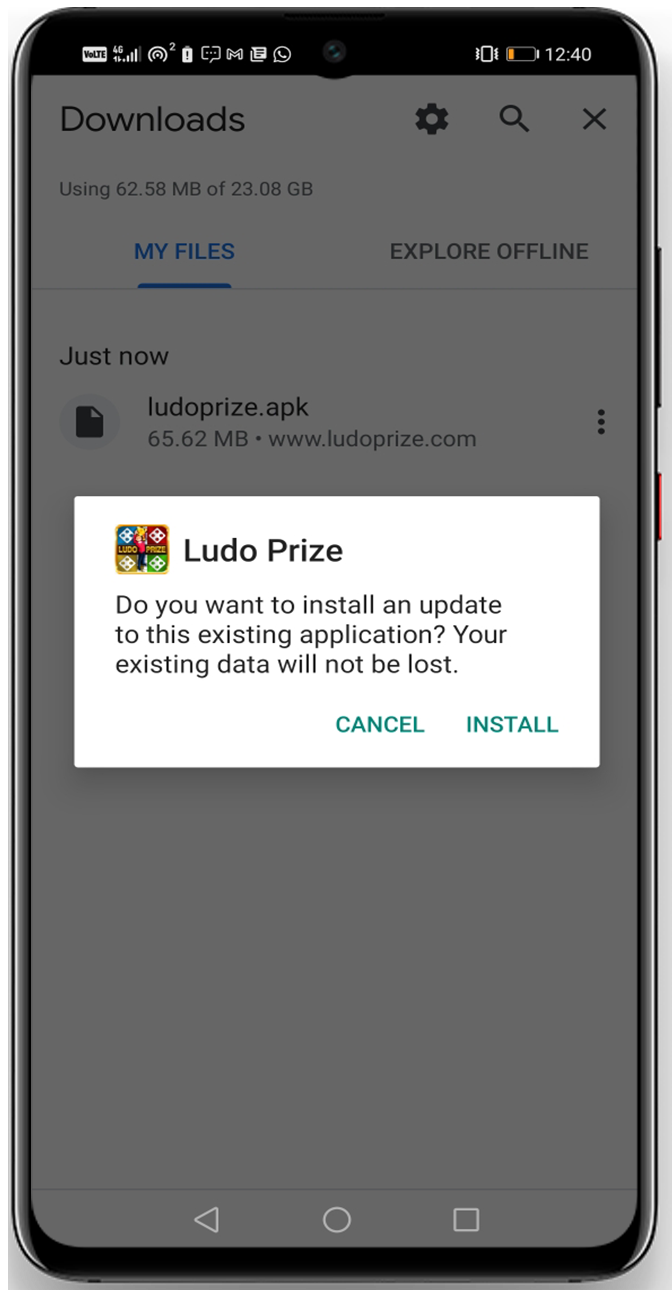 VoLTE 4G 2 12:40
Downloads
Using 62.58 MB of 23.08 GB
MY FILES EXPLORE OFFLINE
Just now
ludoprize.apk
65.62 MB • www.ludoprize.com
LUDO PRIZE
Ludo Prize
Do you want to install an update
to this existing application? Your
existing data will not be lost.
CANCEL INSTALL